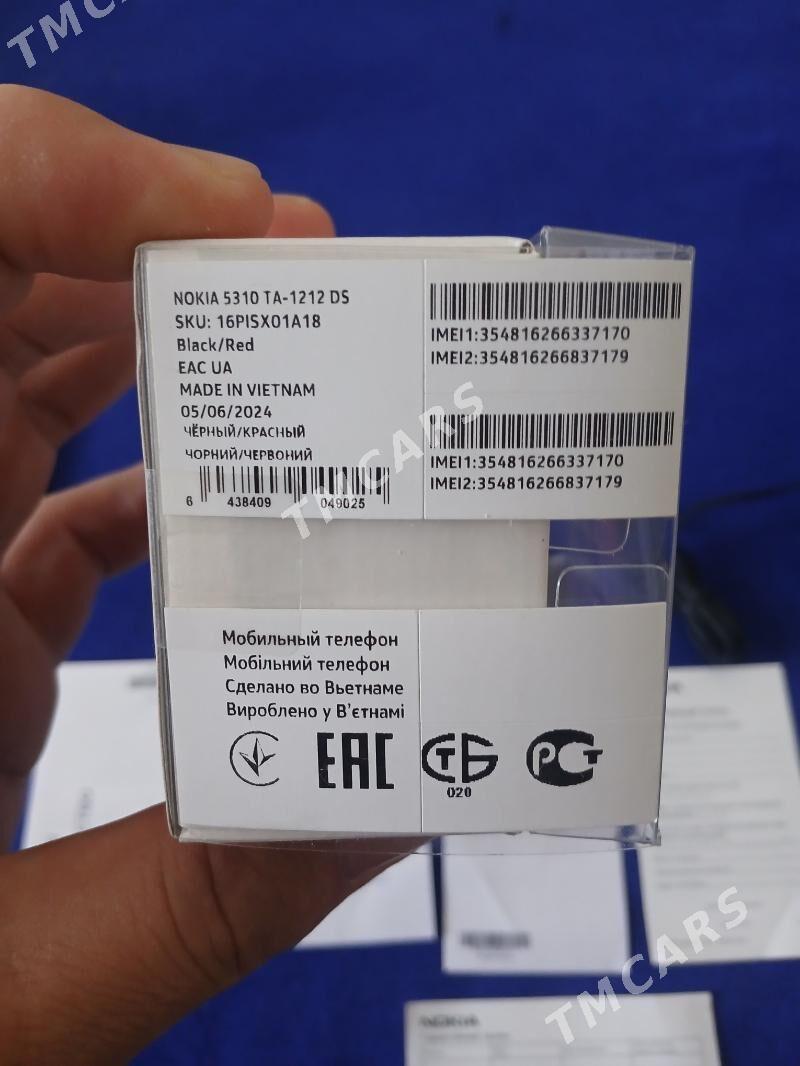 NOKIA 5310 TA-1212 DS
SKU: 16PISX01A18
Black/Red
EAC UA
MADE IN VIETNAM
05/06/2024
ЧЁРНЫЙ/КРАСНЫЙ
ЧОРНИЙ/ЧЕРВОНИЙ
6 438409 049025
IMEI1:354816266337170
IMEI2:354816266837179
IMEI1:354816266337170
IMEI2:354816266837179
Мобильный телефон
Мобільний телефон
Сделано во Вьетнаме
Вироблено у В'єтнамі
EAC
СТБ
020
РСТ
NOKIA
TMCARS
TMCARS
TMCARS